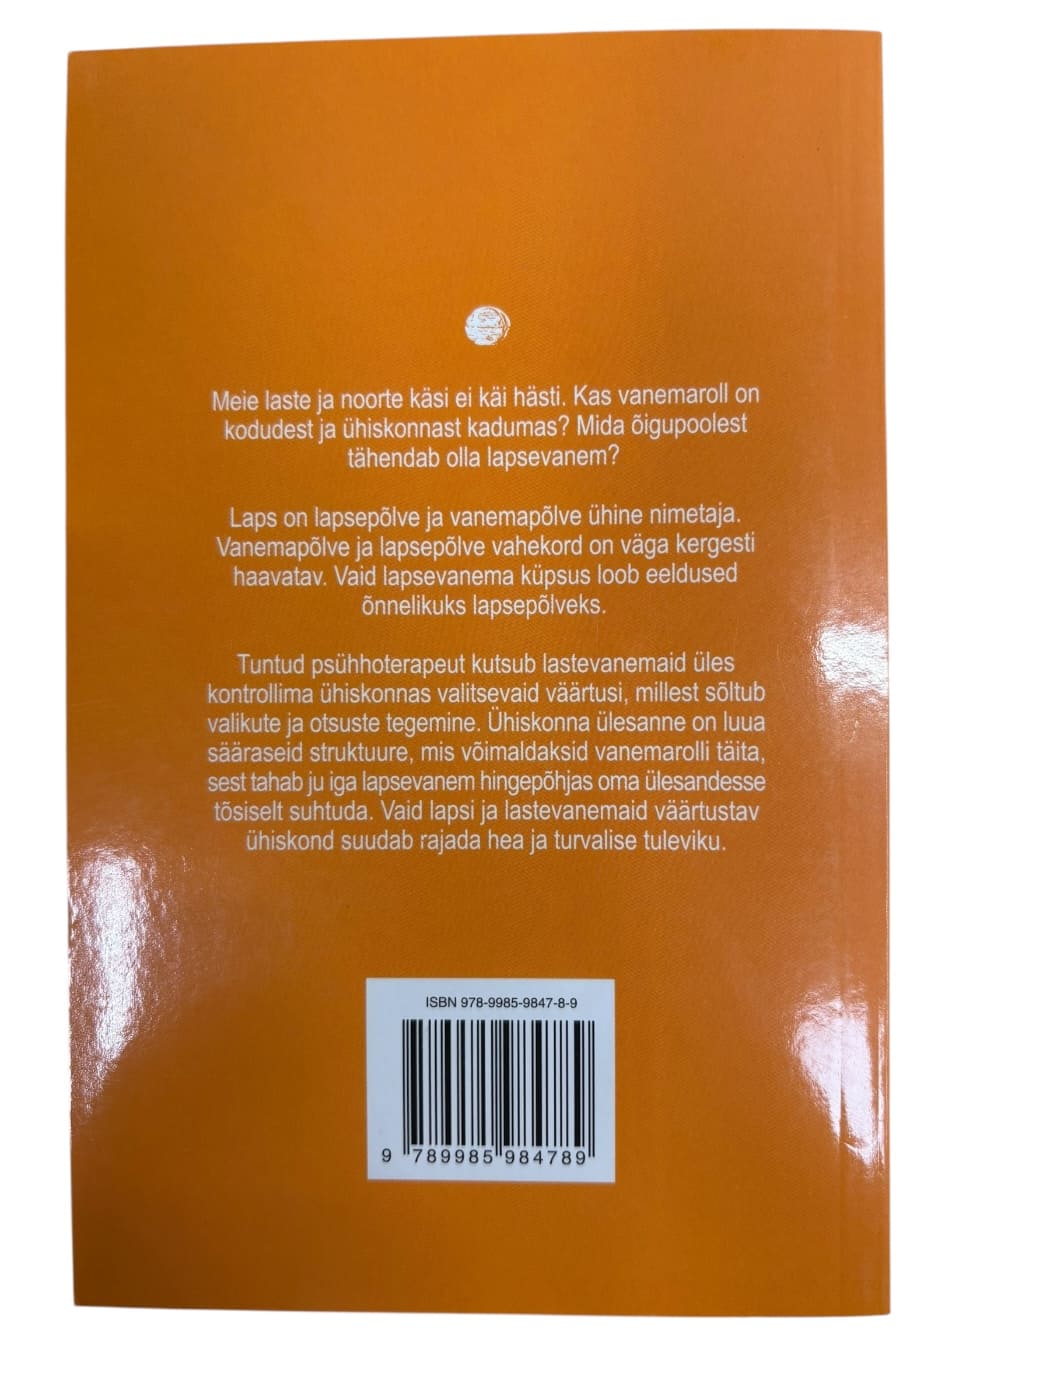 Meie laste ja noorte käsi ei käi hästi. Kas vanemaroll on
kodudest ja ühiskonnast kadumas? Mida õigupoolest
tähendab olla lapsevanem?
Laps on lapsepõlve ja vanemapõlve ühine nimetaja.
Vanemapõlve ja lapsepõlve vahekord on väga kergesti
haavatav. Vaid lapsevanema küpsus loob eeldused
õnnelikuks lapsepõlveks.
Tuntud psühhoterapeut kutsub lastevanemaid üles
kontrollima ühiskonnas valitsevaid väärtusi, millest sõltub
valikute ja otsuste tegemine. Ühiskonna ülesanne on luua
sääraseid struktuure, mis võimaldaksid vanemarolli täita,
sest tahab ju iga lapsevanem hingepõhjas oma ülesandesse
tõsiselt suhtuda. Vaid lapsi ja lastevanemaid väärtustav
ühiskond suudab rajada hea ja turvalise tuleviku.
ISBN 978-9985-9847-8-9
9 789985 984789